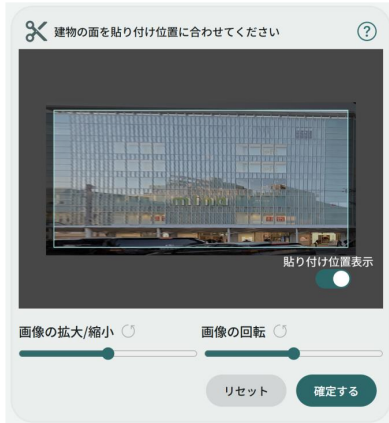 建物の面を貼り付け位置に合わせてください
?
mina
貼り付け位置表示
画像の拡大/縮小
画像の回転
リセット
確定する